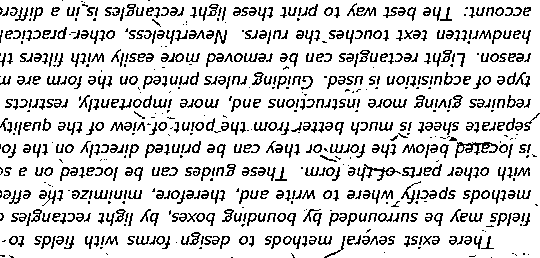 There exist several methods to design forms with fields to
fields may be surrounded by bounding boxes, by light rectangles
methods specify where to write and, therefore, minimize the effe
with other parts of the form. These guides can be located on a s
is located below the form or they can be printed directly on the fo
separate sheet is much better from the point of view of the quality
requires giving more instructions and, more importantly, restricts
type of acquisition is used. Guiding rulers printed on the form are m
reason. Light rectangles can be removed more easily with filters th
handwritten text touches the rulers. Nevertheless, other practical
account: The best way to print these light rectangles is in a differe